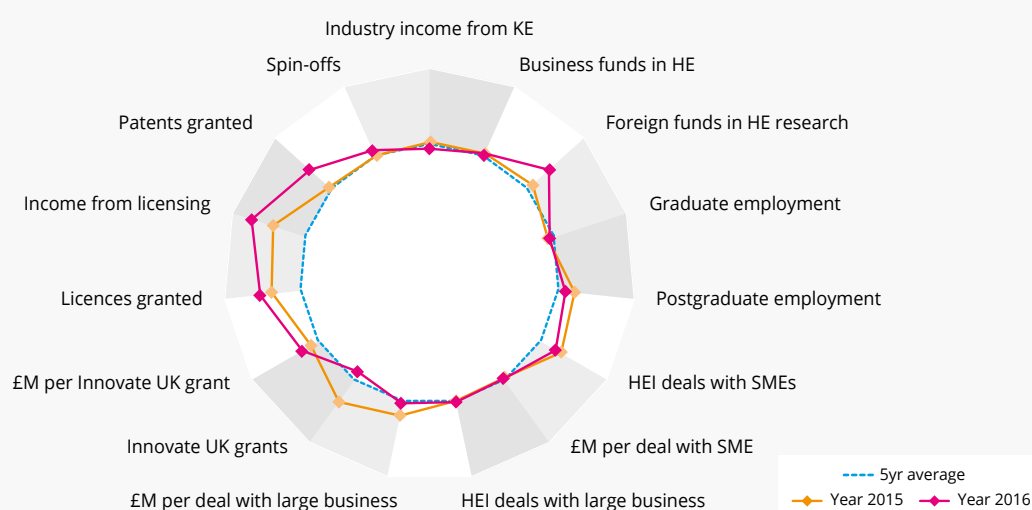 Industry income from KE
Spin-offs
Business funds in HE
Patents granted
Foreign funds in HE research
Income from licensing
Graduate employment
Licences granted
Postgraduate employment
£M per Innovate UK grant
HEI deals with SMEs
Innovate UK grants
£M per deal with SME
£M per deal with large business
HEI deals with large business
5yr average
Year 2015
Year 2016